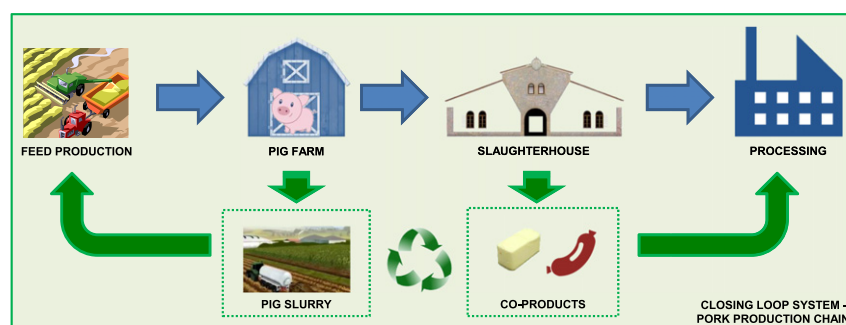 FEED PRODUCTION
PIG FARM
SLAUGHTERHOUSE
PROCESSING
PIG SLURRY
CO-PRODUCTS
CLOSING LOOP SYSTEM -
PORK PRODUCTION CHAIN